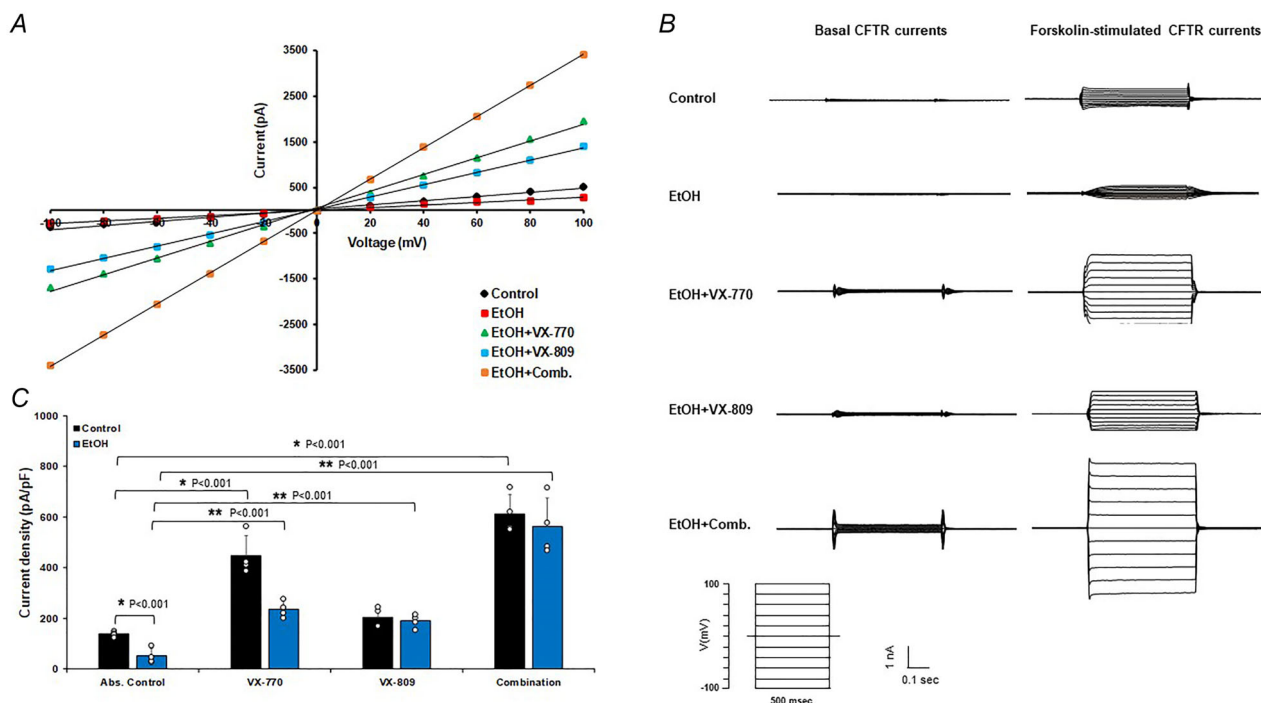 A
3500
2500
1500
500
-500
-1500
-2500
-3500
Current (pA)
-100
-40
20
0
20
40
60
80
100
Voltage (mV)
Control
EtOH
EtOH+VX-770
EtOH+VX-809
EtOH+Comb.
B
Basal CFTR currents
Forskolin-stimulated CFTR currents
Control
EtOH
EtOH+VX-770
EtOH+VX-809
EtOH+Comb.
100
V(mV)
-100
500 msec
1 nA
0.1 sec
C
1000
800
600
400
200
0
Current density (pA/pF)
Control
EtOH
* P<0.001
** P<0.001
* P<0.001
** P<0.001
** P<0.001
* P<0.001
Abs. Control
VX-770
VX-809
Combination